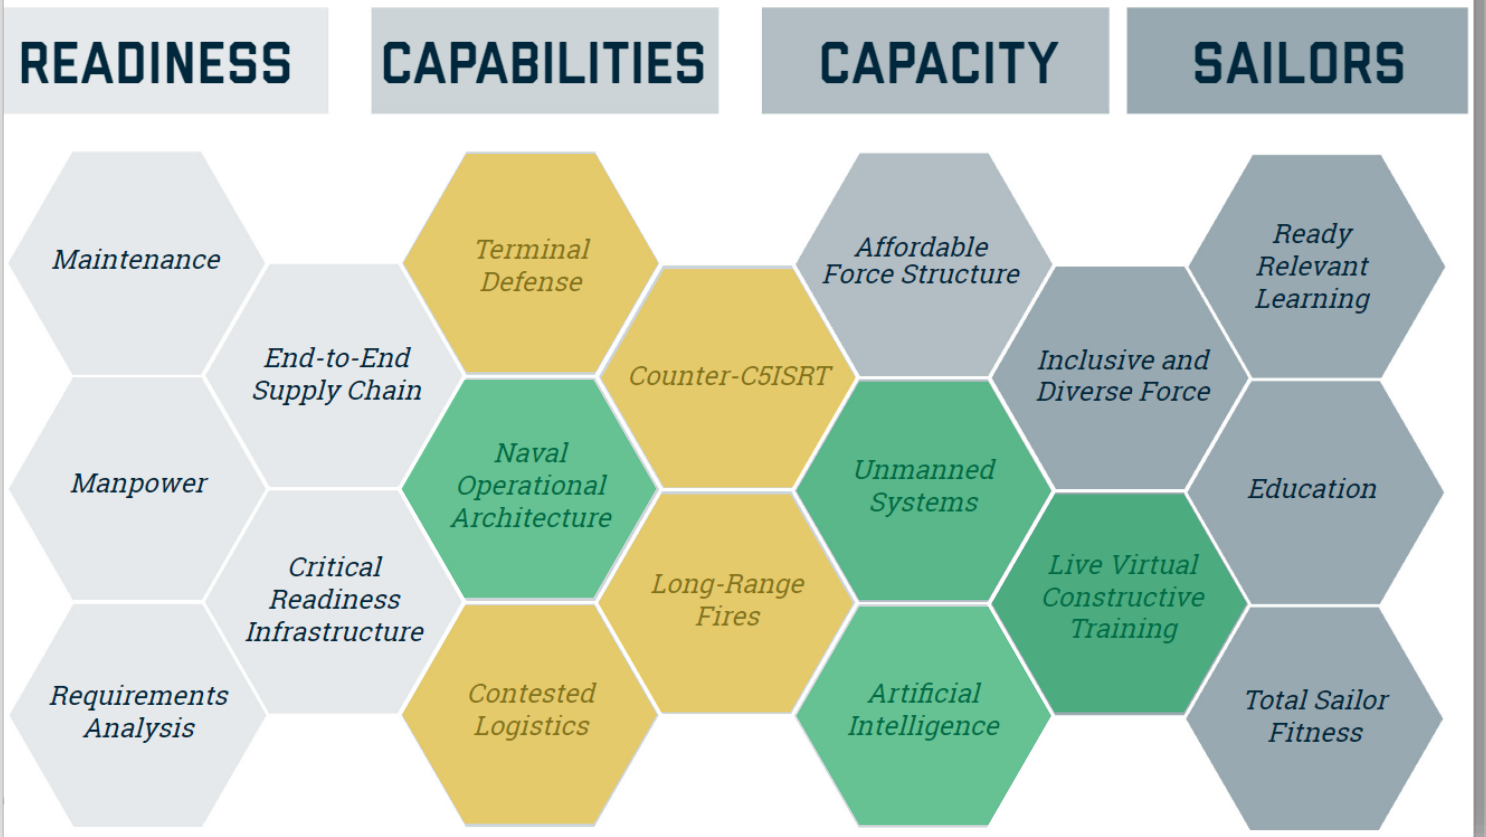 READINESS
CAPABILITIES
CAPACITY
SAILORS
Maintenance
Manpower
Requirements
Analysis
End-to-End
Supply Chain
Critical
Readiness
Infrastructure
Terminal
Defense
Naval
Operational
Architecture
Contested
Logistics
Counter-C5ISRT
Long-Range
Fires
Affordable
Force Structure
Unmanned
Systems
Artificial
Intelligence
Inclusive and
Diverse Force
Live Virtual
Constructive
Training
Ready
Relevant
Learning
Education
Total Sailor
Fitness